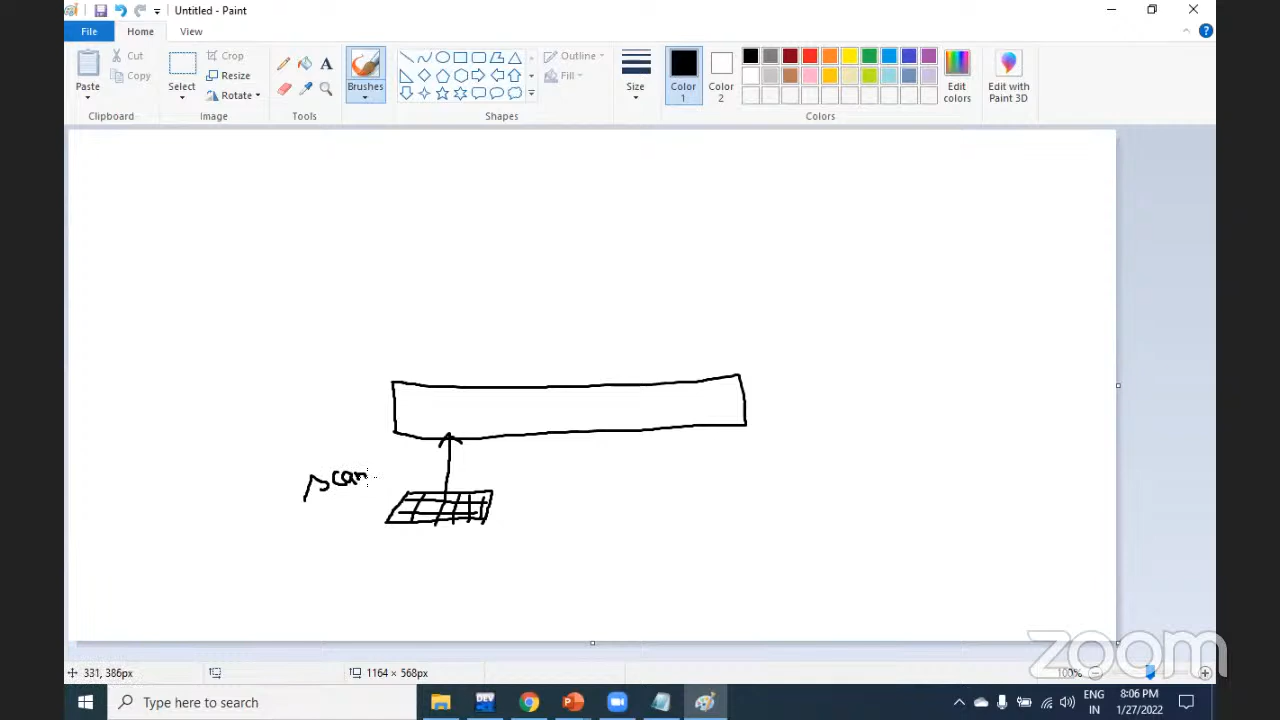 Untitled - Paint
File Home View
Paste
Cut
Copy
Clipboard
Select
Crop
Resize
Rotate
Image
Tools
Brushes
Shapes
Outline
Fill
Size
Color 1
Color 2
Edit colors
Colors
Edit with Paint 3D
scan
331, 386px
1164 × 568px
100%
zoom
Type here to search
DEV
ENG
IN
8:06 PM
1/27/2022